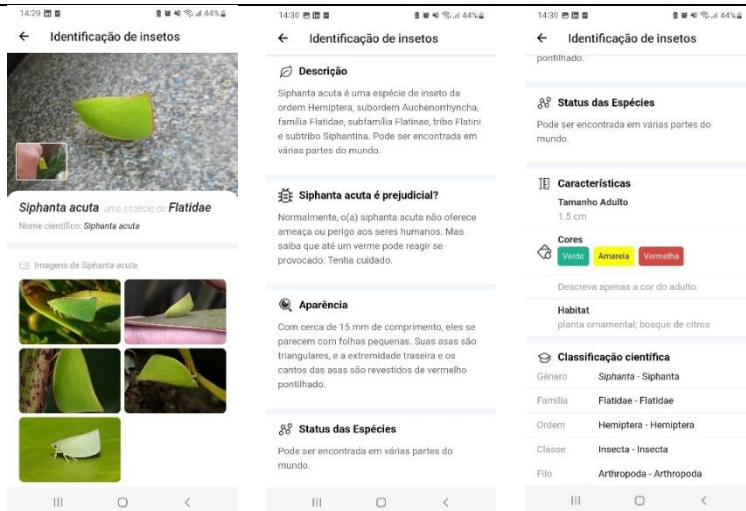 14:29
44%
← Identificação de insetos
Siphanta acuta uma espécie de Flatidae
Nome científico: Siphanta acuta
Imagens de Siphanta acuta
14:30
44%
← Identificação de insetos
Descrição
Siphanta acuta é uma espécie de inseto da
ordem Hemiptera, subordem Auchenorrhyncha,
família Flatidae, subfamília Flatinae, tribo Flatini
e subtribo Siphantina. Pode ser encontrada em
várias partes do mundo.
Siphanta acuta é prejudicial?
Normalmente, o(a) siphanta acuta não oferece
ameaça ou perigo aos seres humanos. Mas
saiba que até um verme pode reagir se
provocado. Tenha cuidado.
Aparência
Com cerca de 15 mm de comprimento, eles se
parecem com folhas pequenas. Suas asas são
triangulares, e a extremidade traseira e os
cantos das asas são revestidos de vermelho
pontilhado.
Status das Espécies
Pode ser encontrada em várias partes do
mundo.
14:30
44%
← Identificação de insetos
pontilhado.
Status das Espécies
Pode ser encontrada em várias partes do
mundo.
Características
Tamanho Adulto
1.5 cm
Cores
Verde Amarela Vermelha
Descreva apenas a cor do adulto.
Habitat
planta ornamental; bosque de citros
Classificação científica
Gênero Siphanta - Siphanta
Família Flatidae - Flatidae
Ordem Hemiptera - Hemiptera
Classe Insecta - Insecta
Filo Arthropoda - Arthropoda